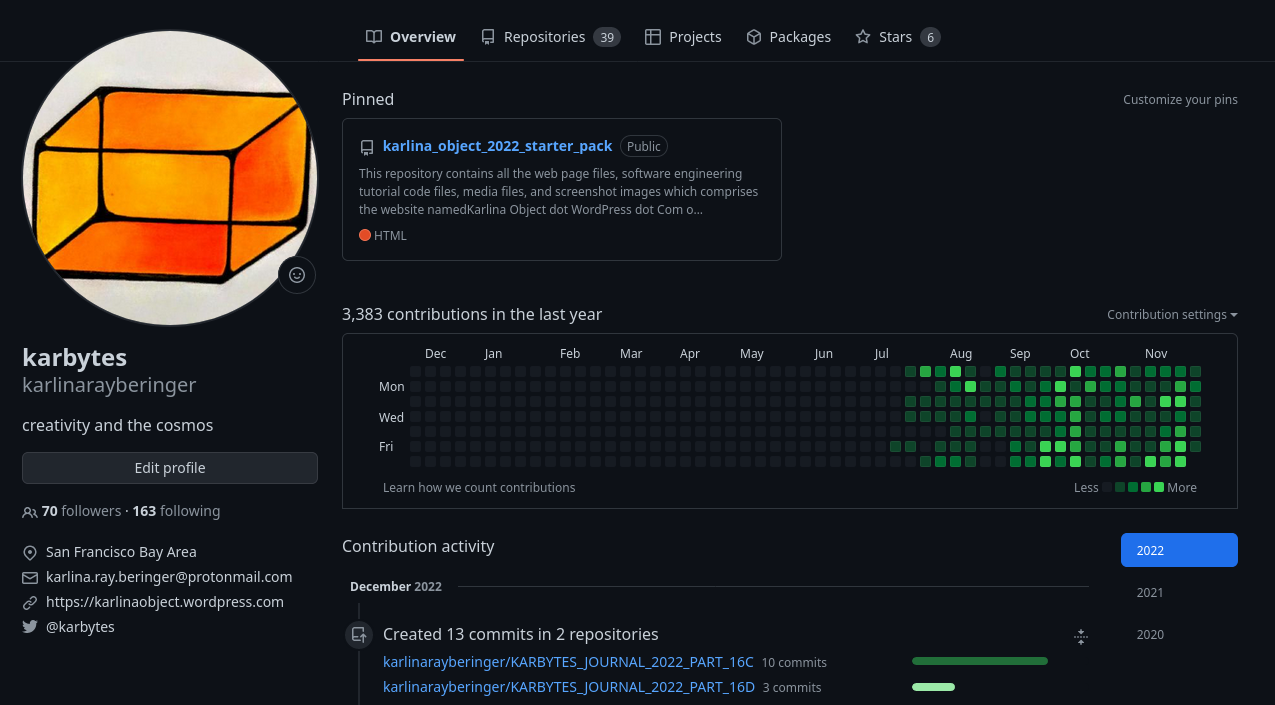 Overview Repositories 39 Projects Packages Stars 6
Pinned
Customize your pins
karlina_object_2022_starter_pack Public
This repository contains all the web page files, software engineering
tutorial code files, media files, and screenshot images which comprises
the website namedKarlina Object dot WordPress dot Com o...
HTML
karbytes
karlinarayberinger
creativity and the cosmos
Edit profile
70 followers · 163 following
San Francisco Bay Area
karlina.ray.beringer@protonmail.com
https://karlinaobject.wordpress.com
@karbytes
3,383 contributions in the last year
Contribution settings
Dec Jan Feb Mar Apr May Jun Jul Aug Sep Oct Nov
Mon
Wed
Fri
Learn how we count contributions
Less More
Contribution activity
2022
2021
2020
December 2022
Created 13 commits in 2 repositories
karlinarayberinger/KARBYTES_JOURNAL_2022_PART_16C 10 commits
karlinarayberinger/KARBYTES_JOURNAL_2022_PART_16D 3 commits